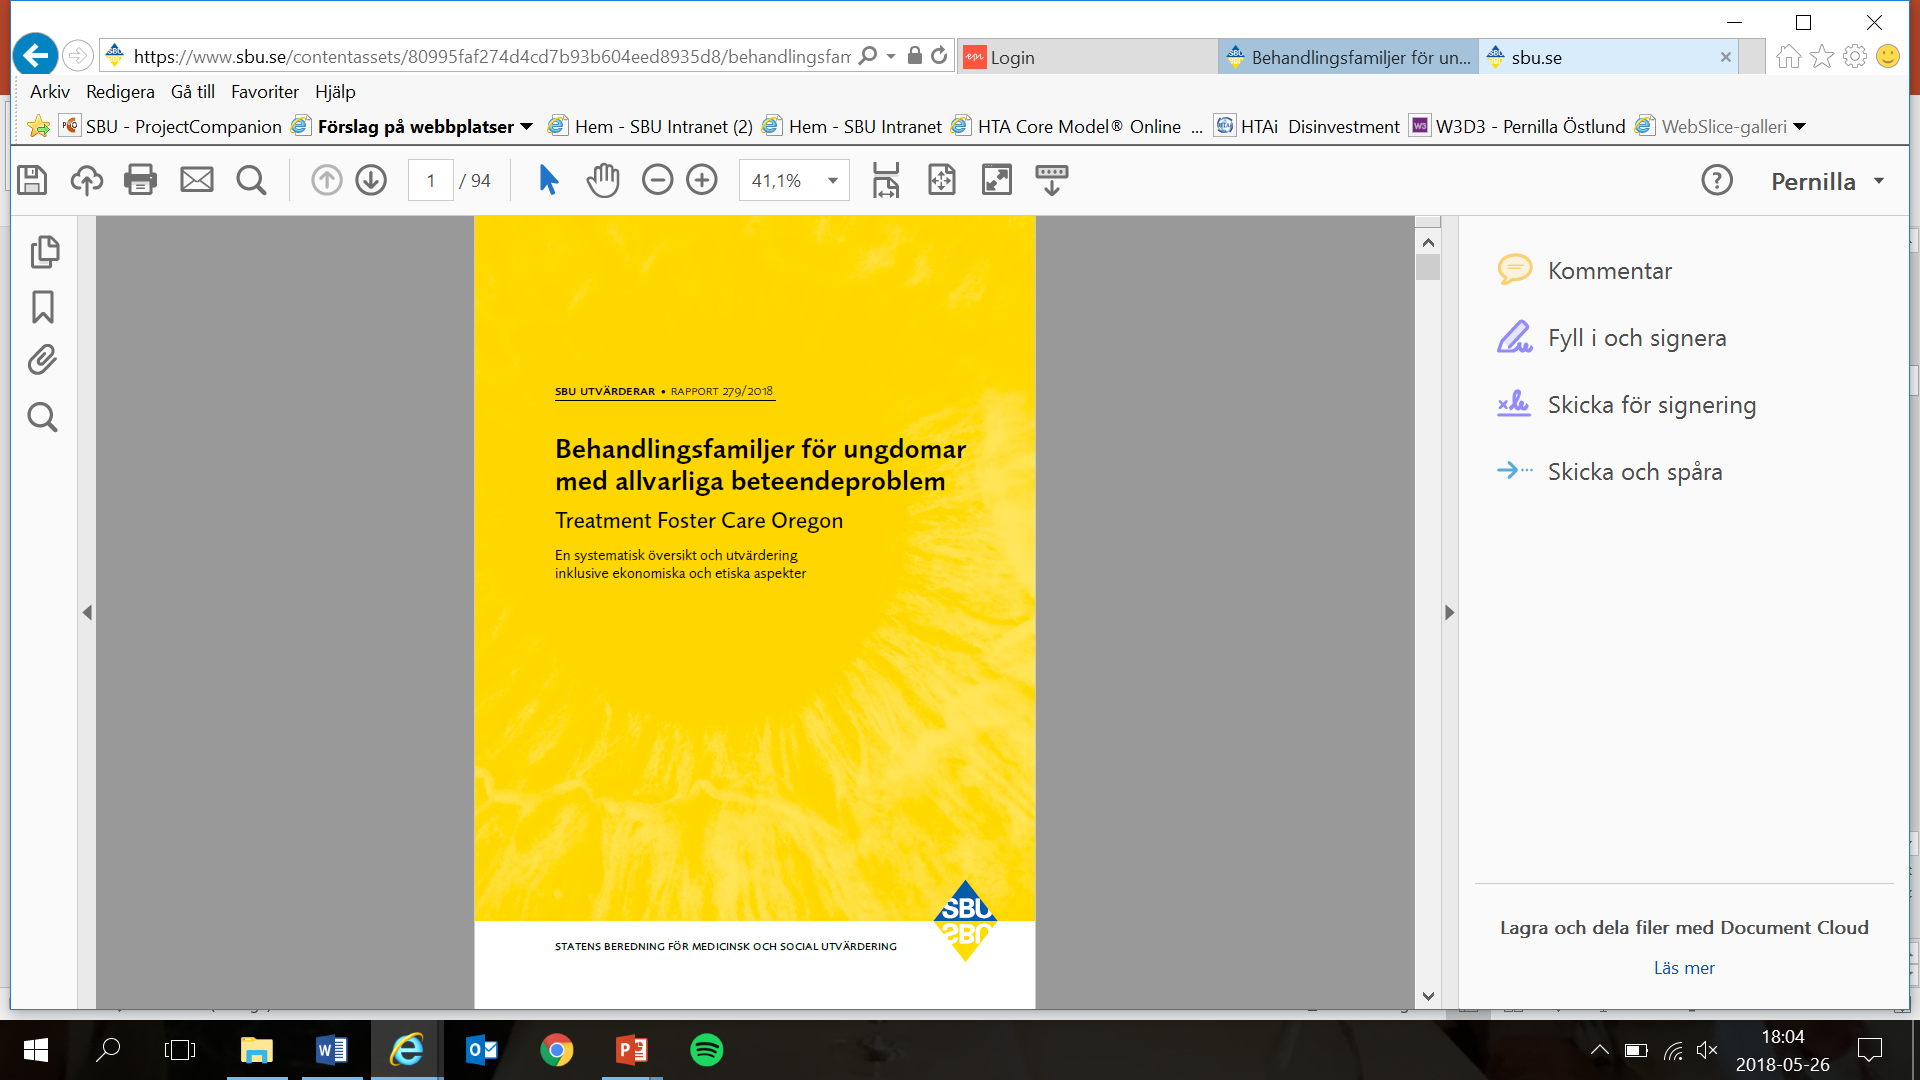 https://www.sbu.se/contentassets/80995faf274d4cd7b93b604eed8935d8/behandlingsfam
Login
Behandlingsfamiljer för un...
sbu.se
Arkiv Redigera Gå till Favoriter Hjälp
SBU - ProjectCompanion Förslag på webbplatser Hem - SBU Intranet (2) Hem - SBU Intranet HTA Core Model® Online ... HTAi Disinvestment W3D3 - Pernilla Östlund WebSlice-galleri
1 / 94 41,1% Pernilla
Kommentar
Fyll i och signera
Skicka för signering
Skicka och spåra
SBU UTVÄRDERAR • RAPPORT 279/2018
Behandlingsfamiljer för ungdomar
med allvarliga beteendeproblem
Treatment Foster Care Oregon
En systematisk översikt och utvärdering
inklusive ekonomiska och etiska aspekter
SBU
STATENS BEREDNING FÖR MEDICINSK OCH SOCIAL UTVÄRDERING
Lagra och dela filer med Document Cloud
Läs mer
18:04
2018-05-26